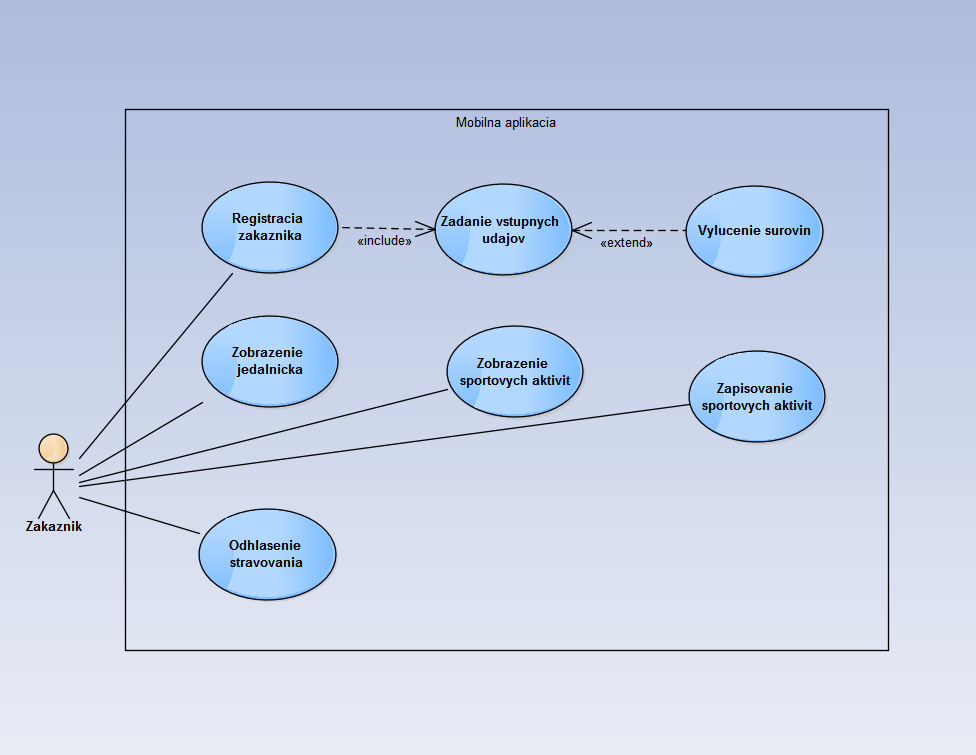 Mobilna aplikacia
Registracia
zakaznika
«include»
Zadanie vstupnych
udajov
«extend»
Vylucenie surovin
Zobrazenie
jedalnicka
Zobrazenie
sportovych aktivit
Zapisovanie
sportovych aktivit
Zakaznik
Odhlasenie
stravovania